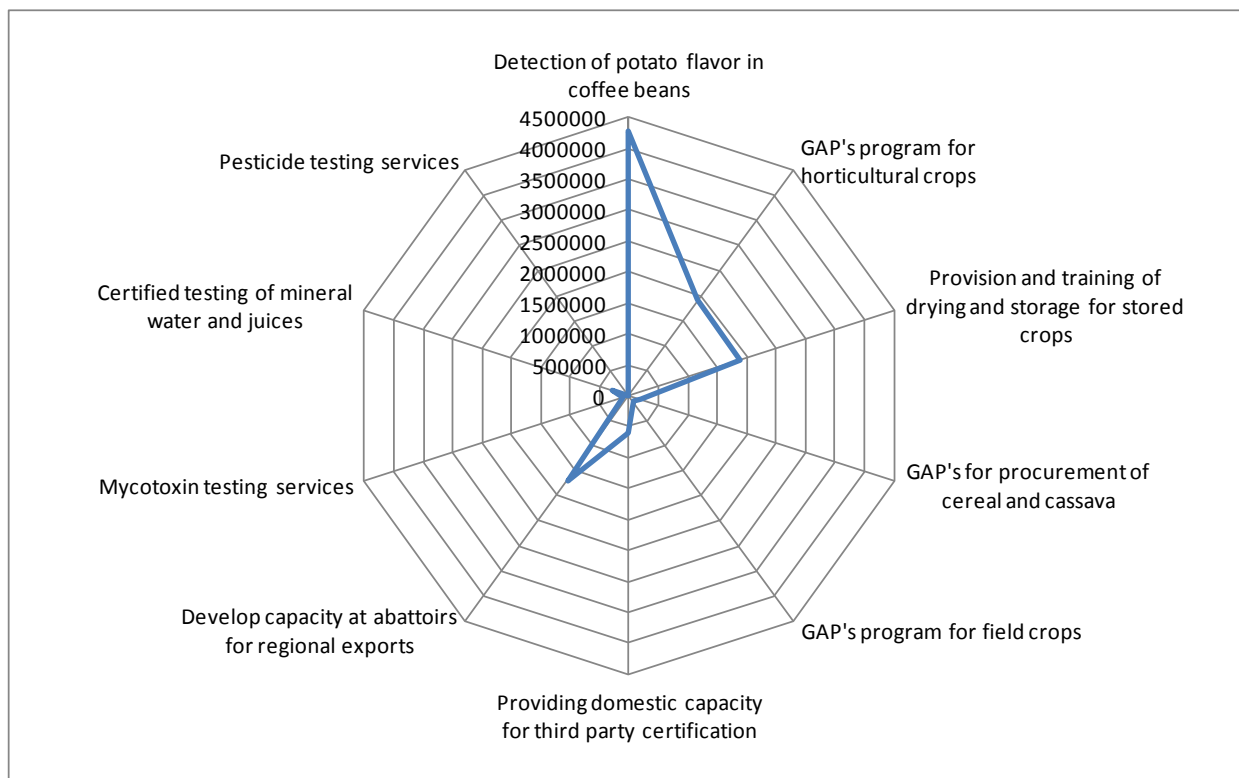 Detection of potato flavor in
coffee beans
4500000
4000000
3500000
3000000
2500000
2000000
1500000
1000000
500000
0
GAP's program for
horticultural crops
Provision and training of
drying and storage for stored
crops
GAP's for procurement of
cereal and cassava
GAP's program for field crops
Providing domestic capacity
for third party certification
Develop capacity at abattoirs
for regional exports
Mycotoxin testing services
Certified testing of mineral
water and juices
Pesticide testing services